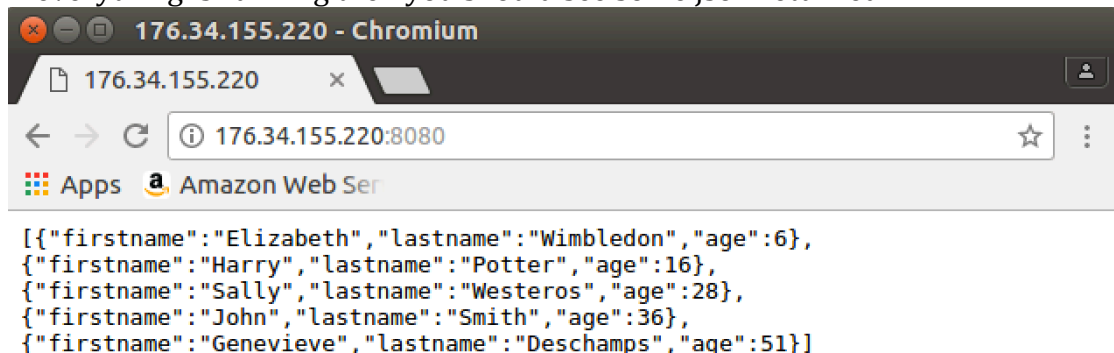 176.34.155.220 - Chromium
176.34.155.220
176.34.155.220:8080
Apps Amazon Web Ser
[{"firstname":"Elizabeth","lastname":"Wimbledon","age":6},
{"firstname":"Harry","lastname":"Potter","age":16},
{"firstname":"Sally","lastname":"Westeros","age":28},
{"firstname":"John","lastname":"Smith","age":36},
{"firstname":"Genevieve","lastname":"Deschamps","age":51}]